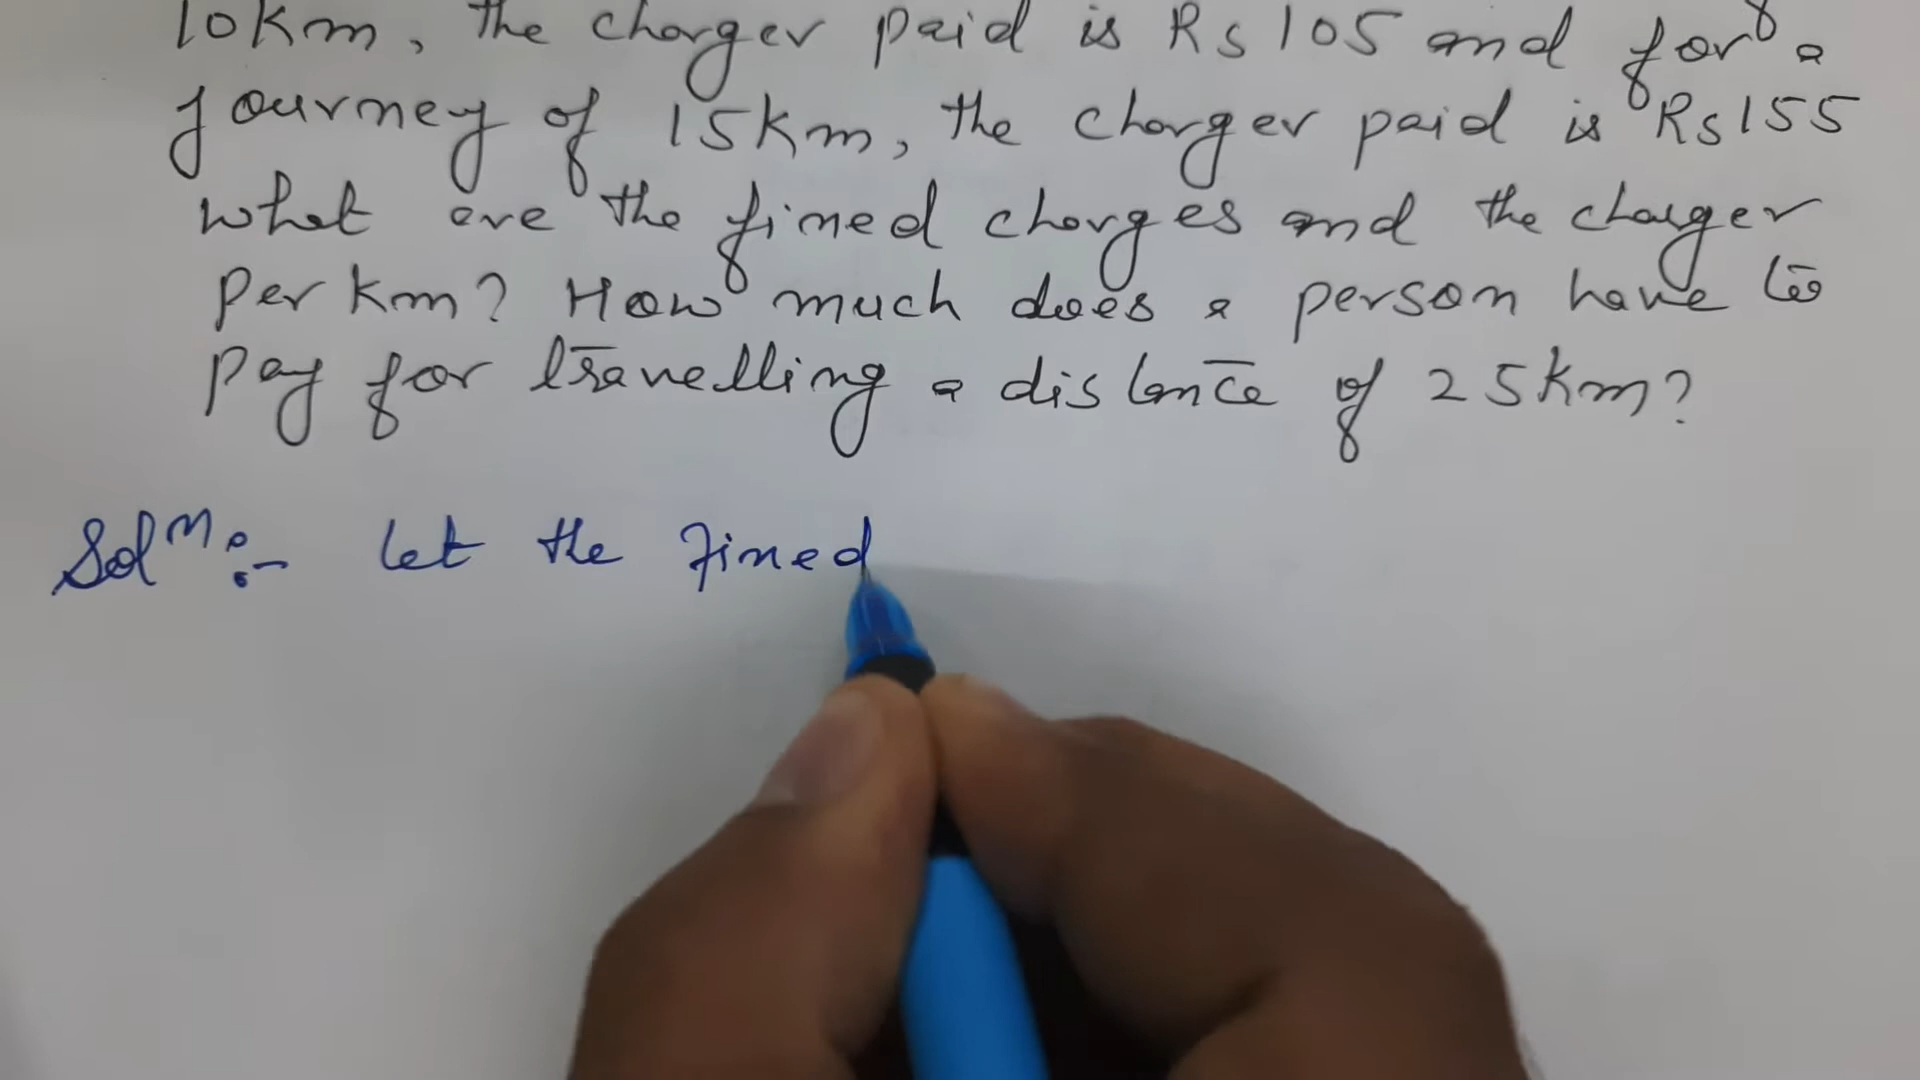 10Km, the charger paid is Rs 105 and for a
journey of 15Km, the charger paid is Rs 155
what are the fixed charges and the charger
per Km? How much does a person have to
pay for travelling a distance of 25Km?
Solⁿ:- let the fixed